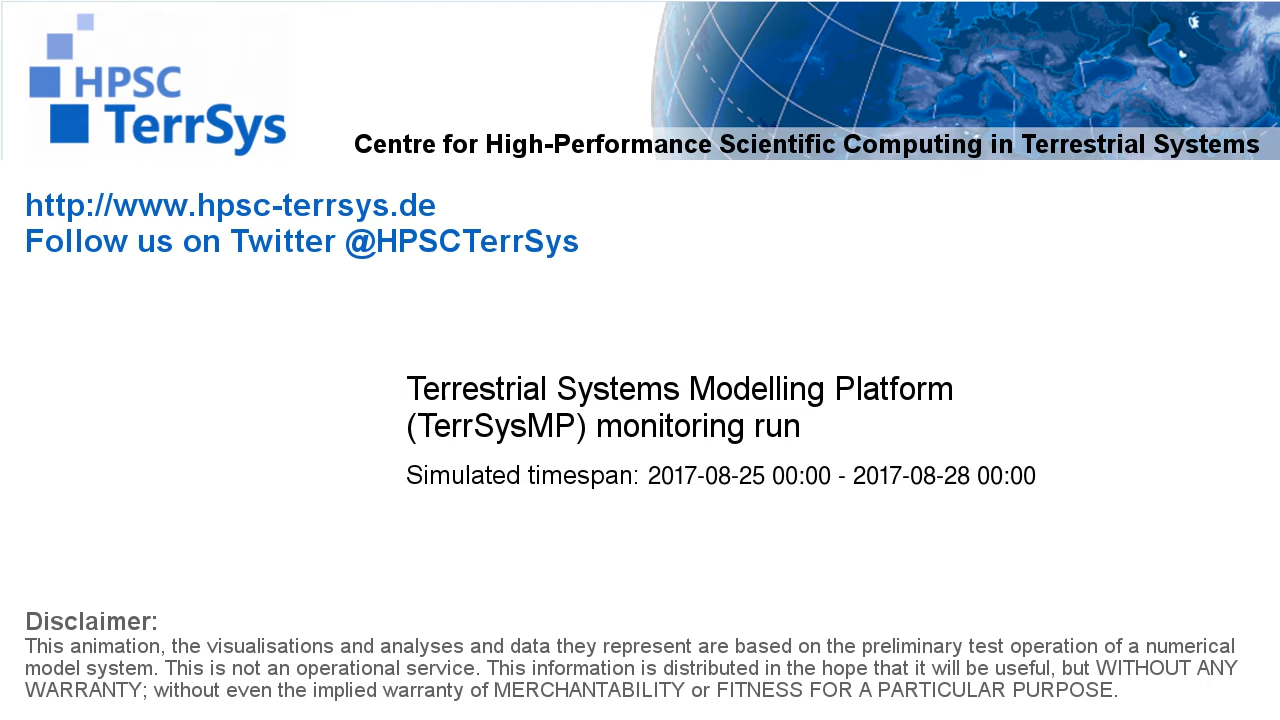 HPSC
TerrSys
Centre for High-Performance Scientific Computing in Terrestrial Systems
http://www.hpsc-terrsys.de
Follow us on Twitter @HPSCTerrSys
Terrestrial Systems Modelling Platform
(TerrSysMP) monitoring run
Simulated timespan: 2017-08-25 00:00 - 2017-08-28 00:00
Disclaimer:
This animation, the visualisations and analyses and data they represent are based on the preliminary test operation of a numerical
model system. This is not an operational service. This information is distributed in the hope that it will be useful, but WITHOUT ANY
WARRANTY; without even the implied warranty of MERCHANTABILITY or FITNESS FOR A PARTICULAR PURPOSE.